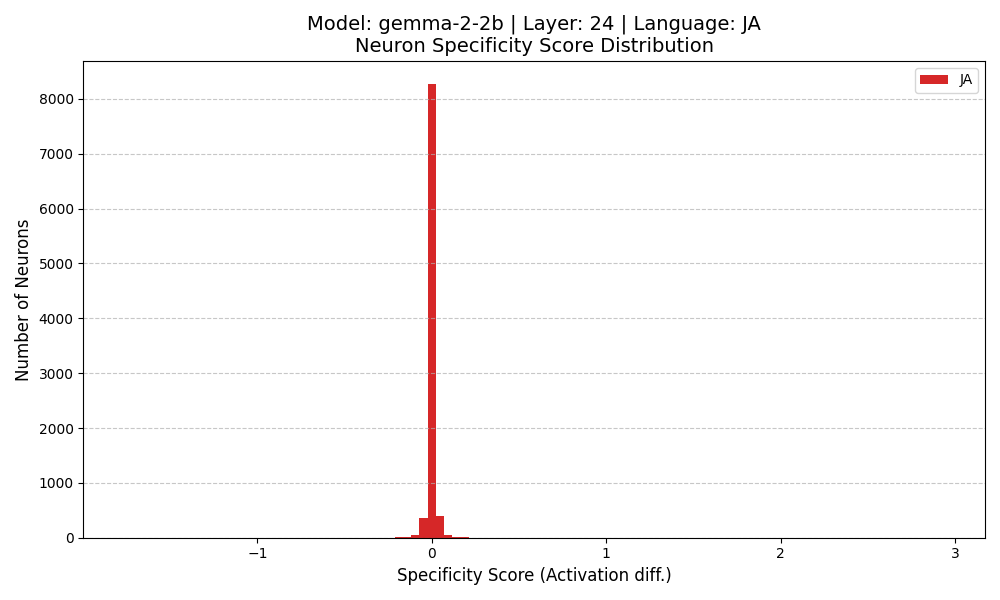 Model: gemma-2-2b | Layer: 24 | Language: JA
Neuron Specificity Score Distribution
JA
8000
7000
6000
5000
4000
3000
2000
1000
0
Number of Neurons
−1
0
1
2
3
Specificity Score (Activation diff.)